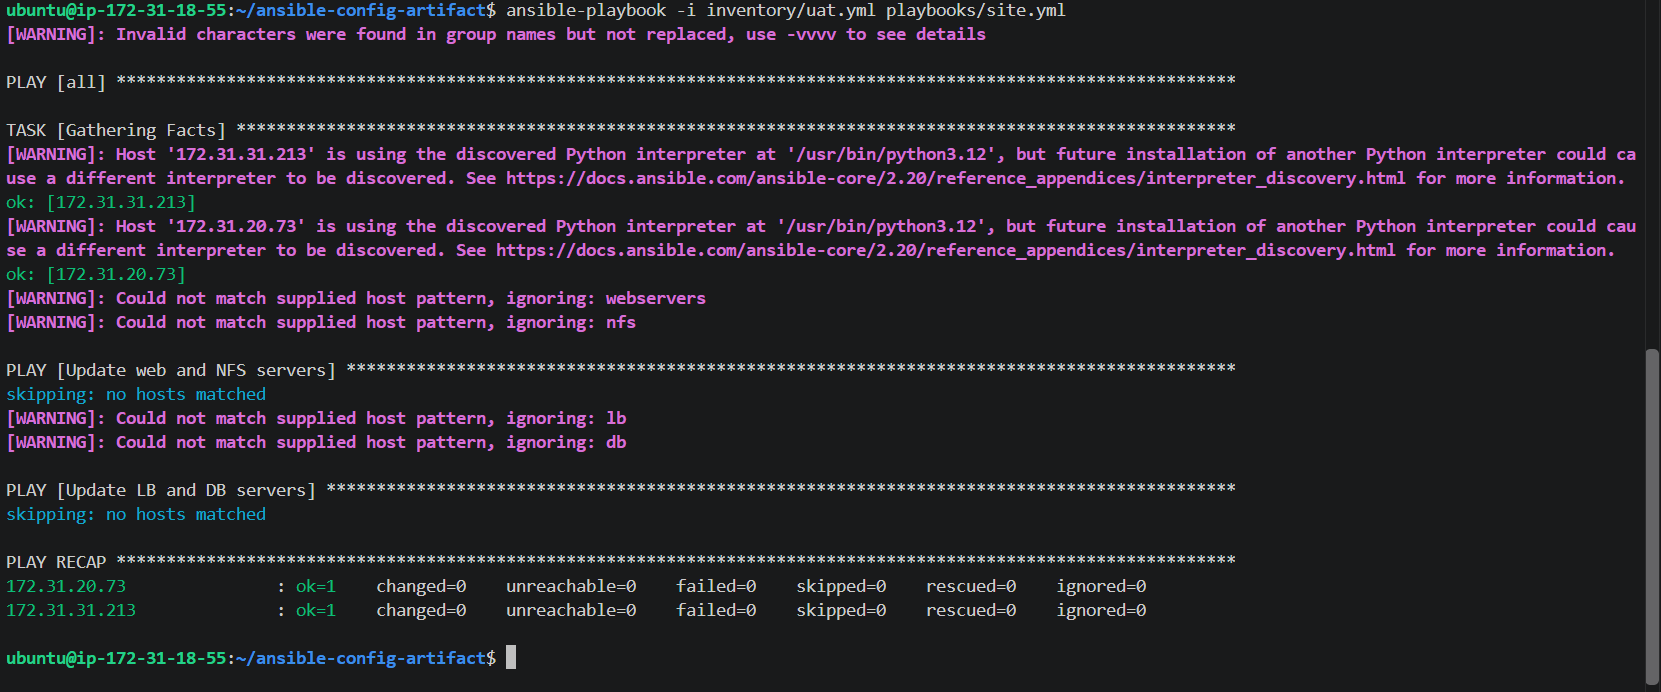 ubuntu@ip-172-31-18-55:~/ansible-config-artifact$ ansible-playbook -i inventory/uat.yml playbooks/site.yml
[WARNING]: Invalid characters were found in group names but not replaced, use -vvvv to see details
PLAY [all] ****************************************************************************************************************
TASK [Gathering Facts] ****************************************************************************************************
[WARNING]: Host '172.31.31.213' is using the discovered Python interpreter at '/usr/bin/python3.12', but future installation of another Python interpreter could ca
use a different interpreter to be discovered. See https://docs.ansible.com/ansible-core/2.20/reference_appendices/interpreter_discovery.html for more information.
ok: [172.31.31.213]
[WARNING]: Host '172.31.20.73' is using the discovered Python interpreter at '/usr/bin/python3.12', but future installation of another Python interpreter could cau
se a different interpreter to be discovered. See https://docs.ansible.com/ansible-core/2.20/reference_appendices/interpreter_discovery.html for more information.
ok: [172.31.20.73]
[WARNING]: Could not match supplied host pattern, ignoring: webservers
[WARNING]: Could not match supplied host pattern, ignoring: nfs
PLAY [Update web and NFS servers] *****************************************************************************************
skipping: no hosts matched
[WARNING]: Could not match supplied host pattern, ignoring: lb
[WARNING]: Could not match supplied host pattern, ignoring: db
PLAY [Update LB and DB servers] *******************************************************************************************
skipping: no hosts matched
PLAY RECAP ****************************************************************************************************************
172.31.20.73               : ok=1    changed=0    unreachable=0    failed=0    skipped=0    rescued=0    ignored=0
172.31.31.213              : ok=1    changed=0    unreachable=0    failed=0    skipped=0    rescued=0    ignored=0
ubuntu@ip-172-31-18-55:~/ansible-config-artifact$